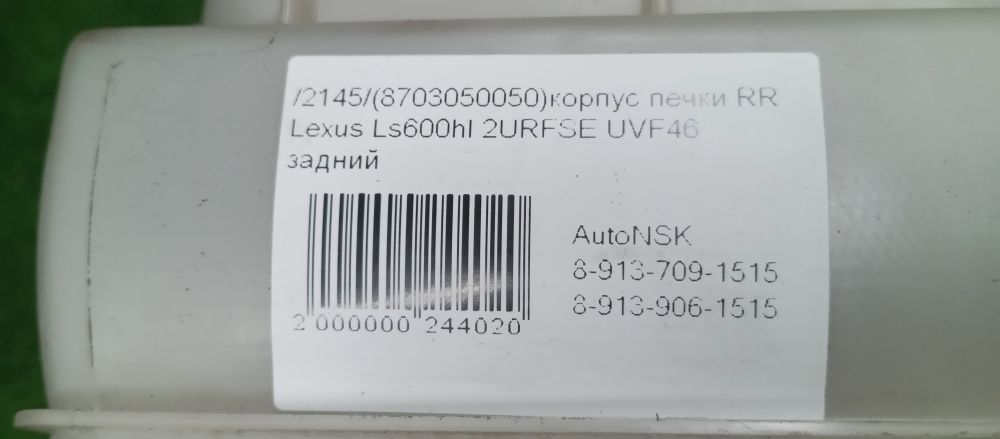 /2145/(8703050050)корпус печки RR
Lexus Ls600hl 2URFSE UVF46
задний
AutoNSK
8-913-709-1515
8-913-906-1515
2 000000 244020